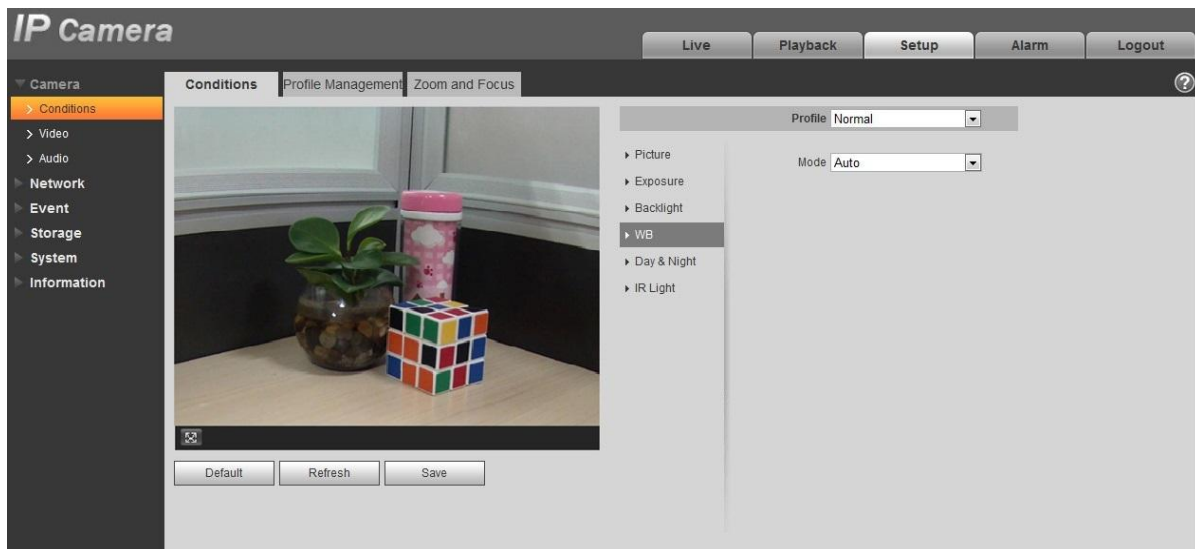 IP Camera
Live
Playback
Setup
Alarm
Logout
Camera
Conditions
Video
Audio
Network
Event
Storage
System
Information
Conditions
Profile Management
Zoom and Focus
?
Profile Normal
Picture
Exposure
Backlight
WB
Day & Night
IR Light
Mode Auto
Default
Refresh
Save